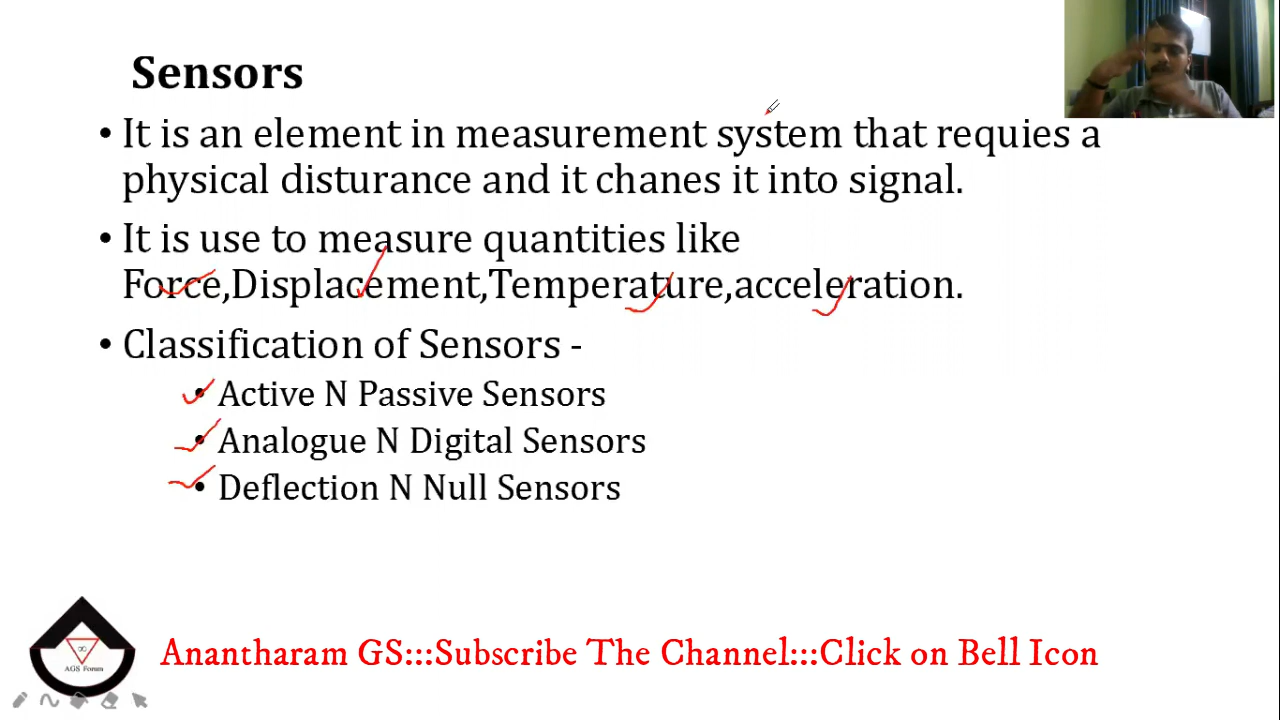 Sensors
• It is an element in measurement system that requies a
physical disturance and it chanes it into signal.
• It is use to measure quantities like
Force,Displacement,Temperature,acceleration.
• Classification of Sensors -
• Active N Passive Sensors
• Analogue N Digital Sensors
• Deflection N Null Sensors
AGS Forum
Anantharam GS:::Subscribe The Channel:::Click on Bell Icon